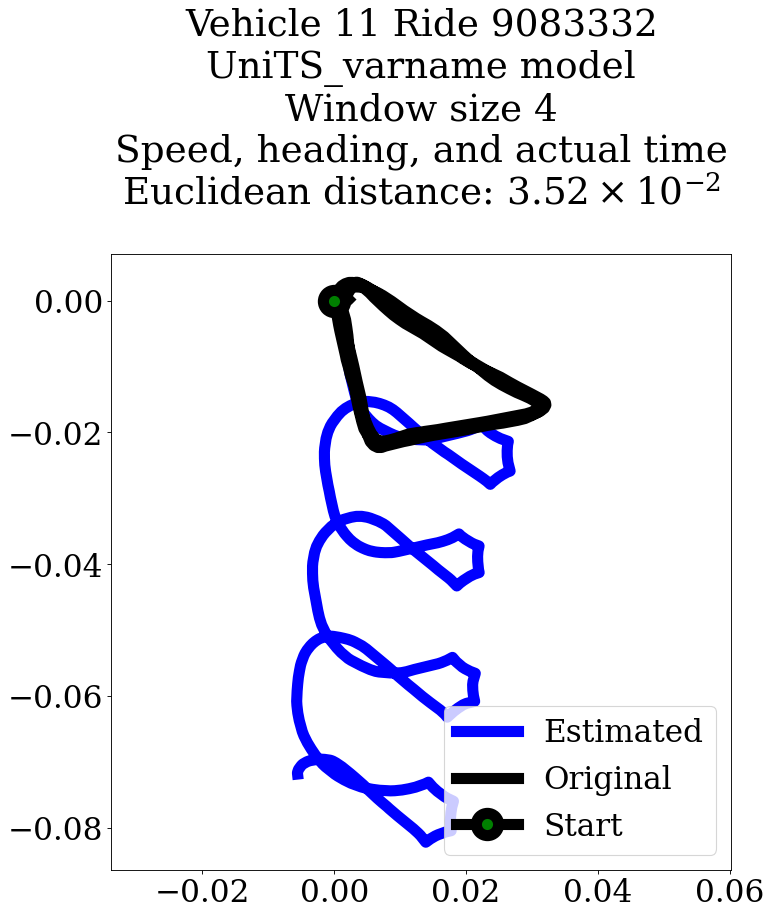 Vehicle 11 Ride 9083332
UniTS_varname model
Window size 4
Speed, heading, and actual time
Euclidean distance: 3.52 × 10⁻²
0.00
−0.02
−0.04
−0.06
−0.08
Estimated
Original
Start
−0.02 0.00 0.02 0.04 0.06